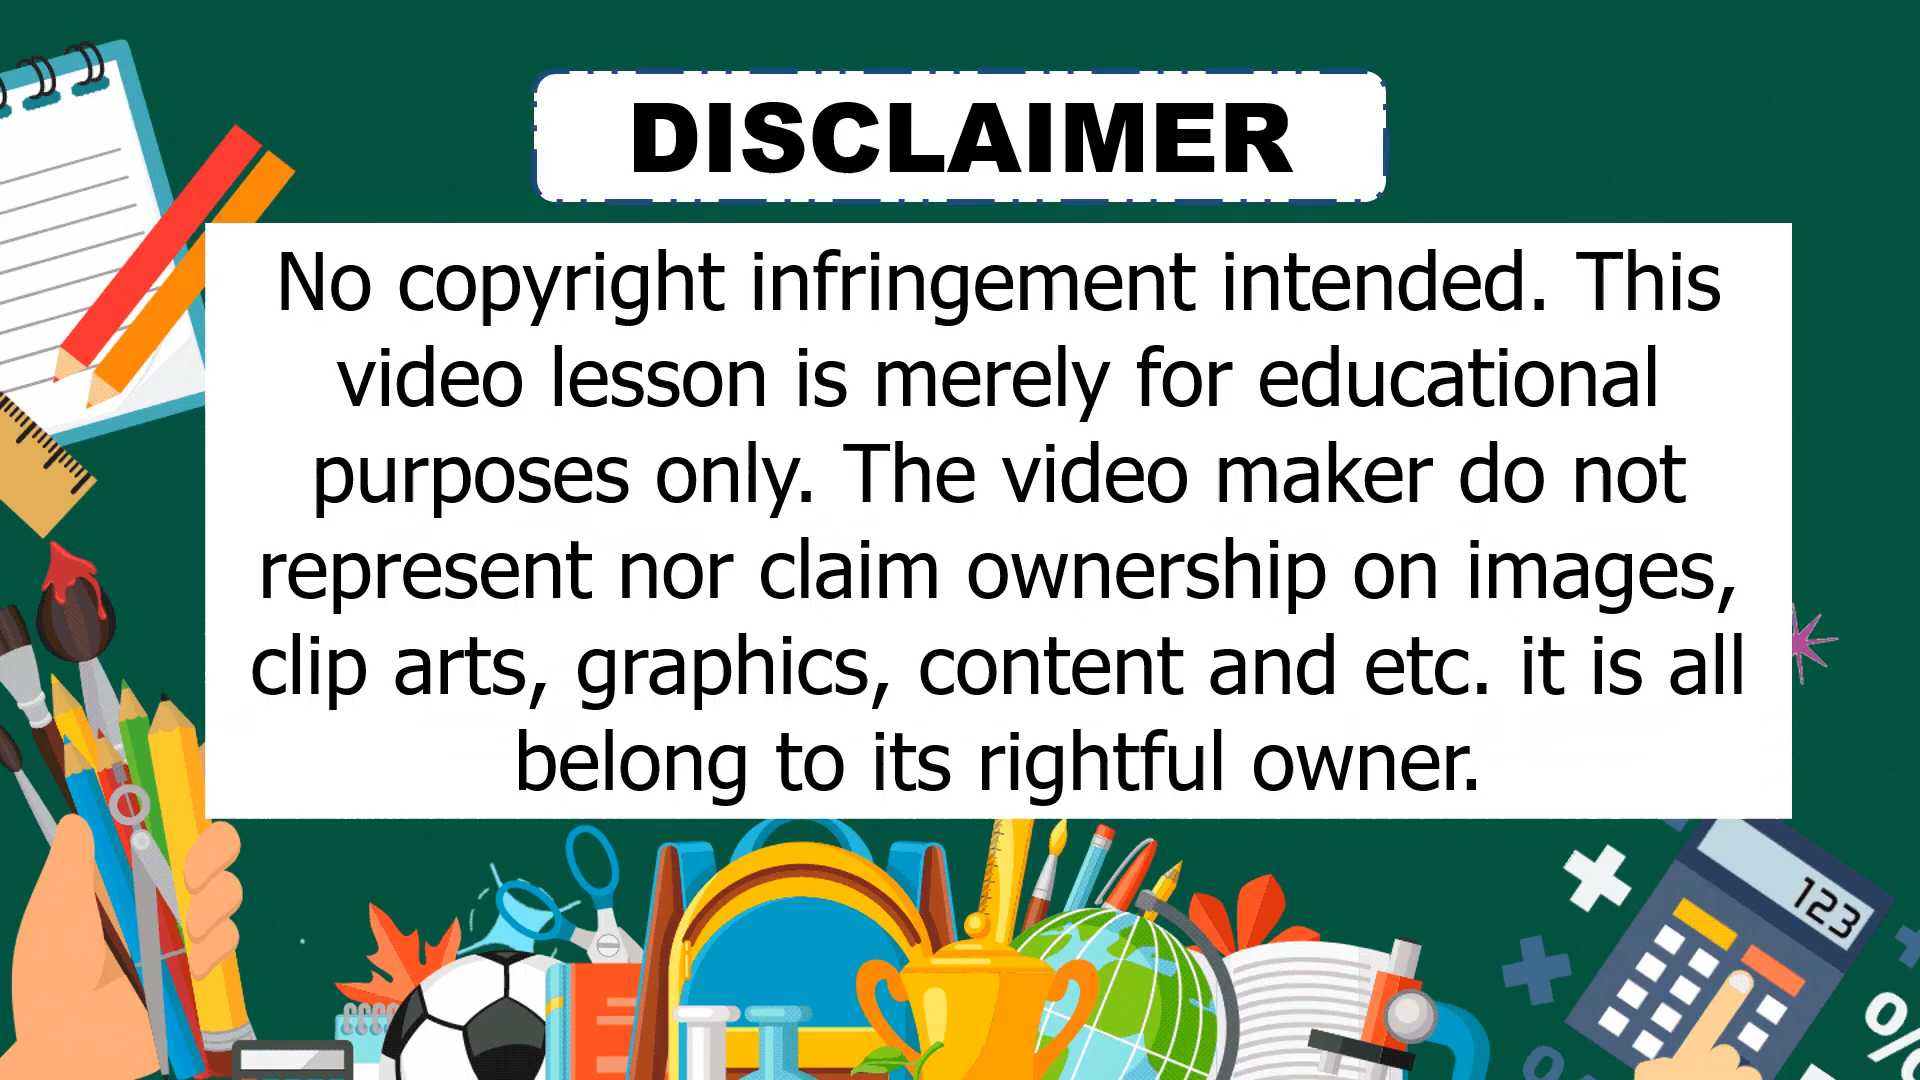 DISCLAIMER
No copyright infringement intended. This
video lesson is merely for educational
purposes only. The video maker do not
represent nor claim ownership on images,
clip arts, graphics, content and etc. it is all
belong to its rightful owner.
123
%